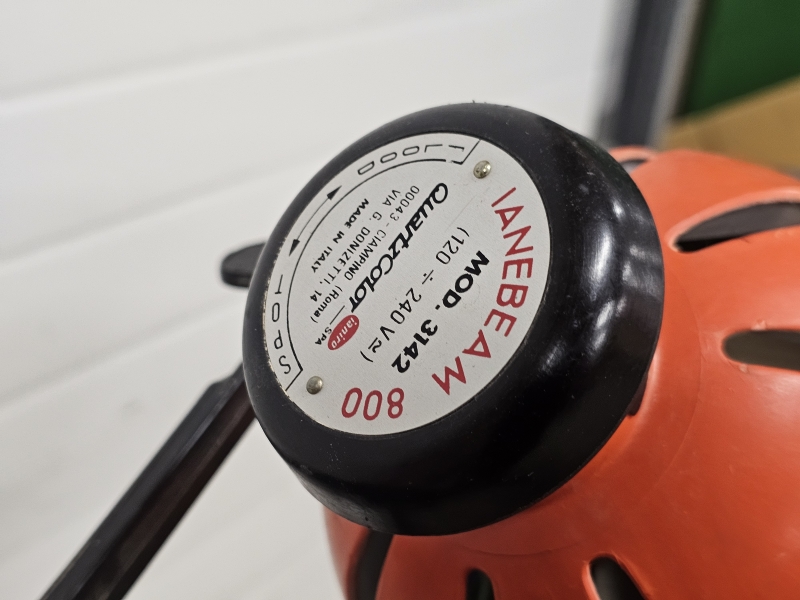 IANEBEAM 800
MOD. 3142
(120 ÷ 240 V ≂)
QuartzColor ianiro SPA
00043 - CIAMPINO (Roma)
VIA G. DONIZETTI, 14
MADE IN ITALY
SPOT
FLOOD